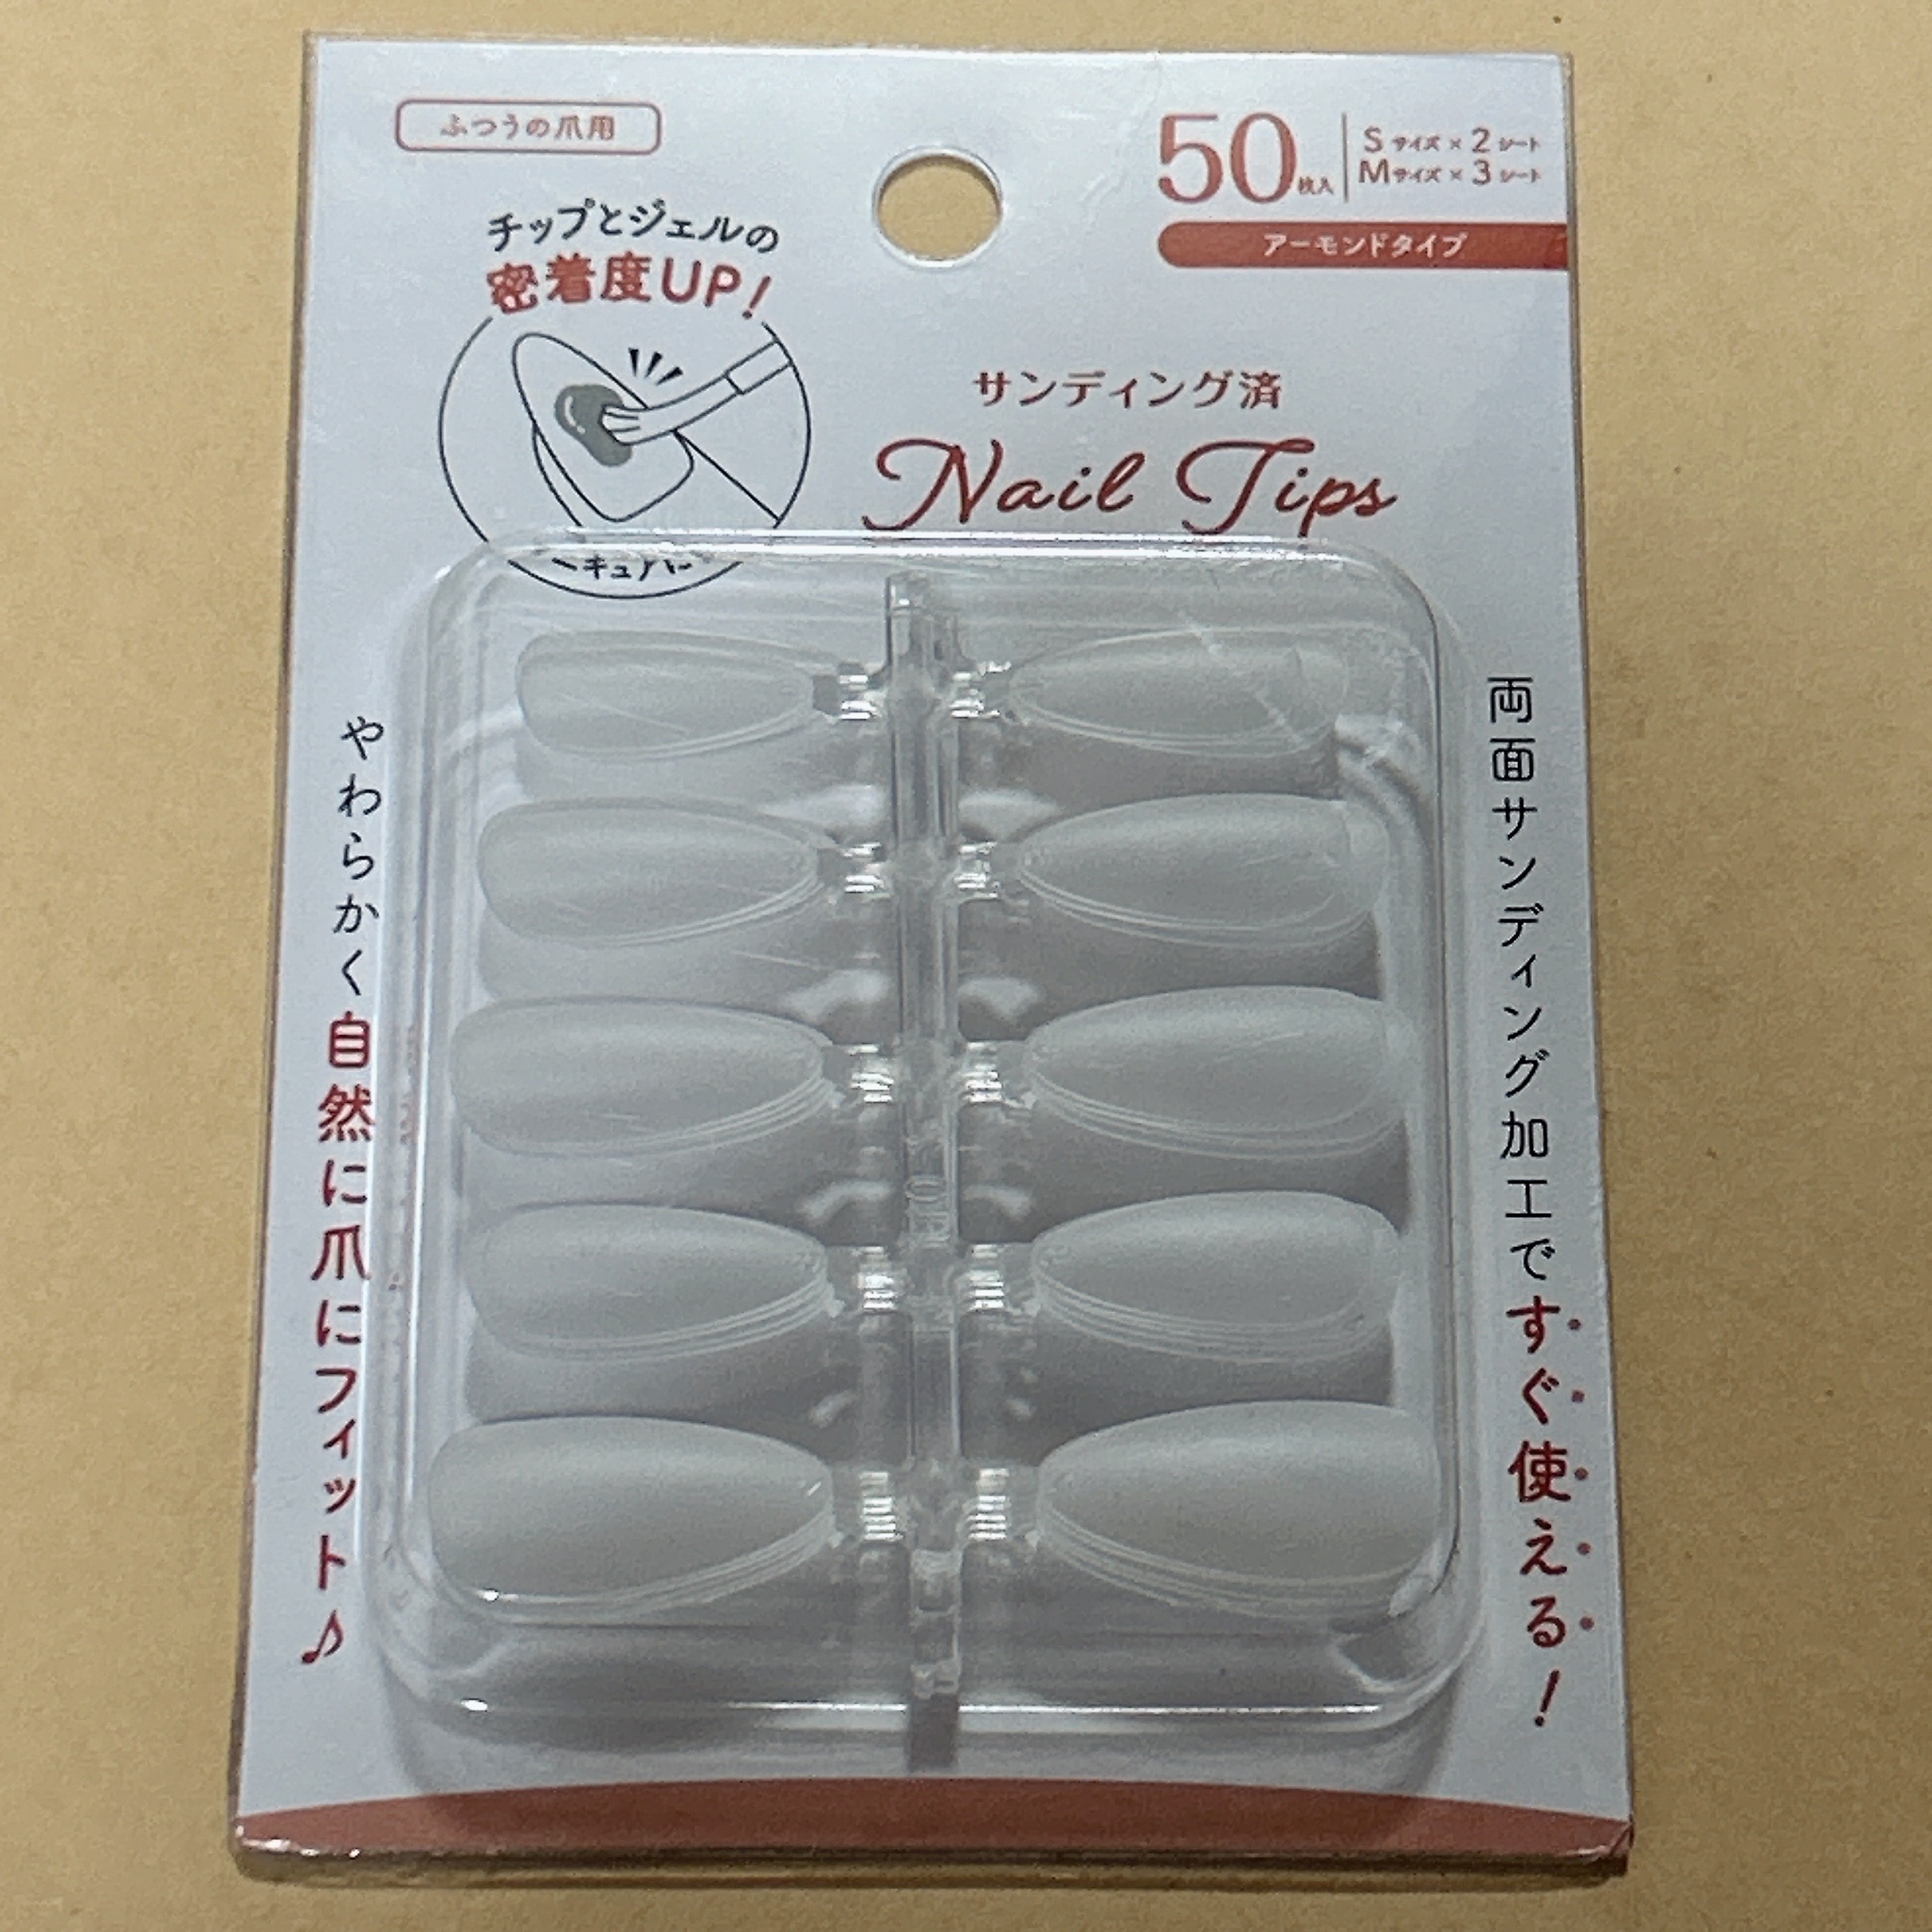 ふつうの爪用
50枚入
Sサイズ×2シート
Mサイズ×3シート
アーモンドタイプ
チップとジェルの
密着度UP!
サンディング済
Nail Tips
両面サンディング加工ですぐ使える!
やわらかく自然に爪にフィット♪